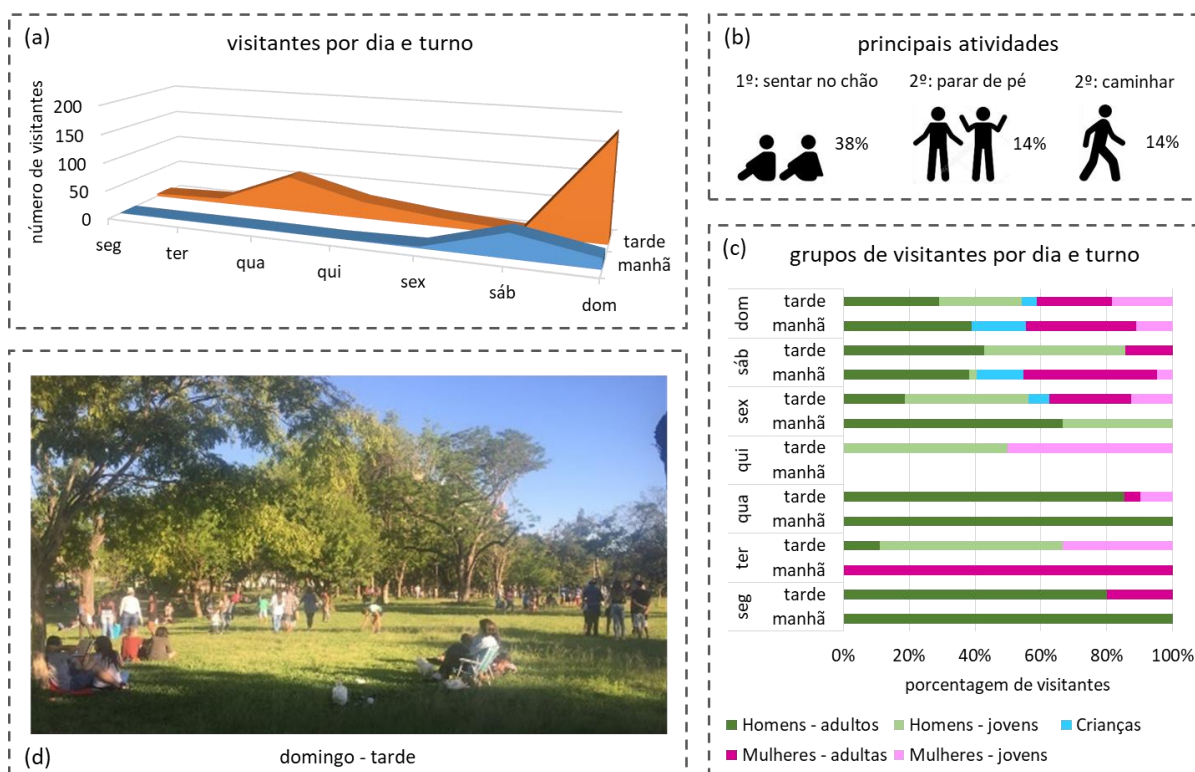 (a)
visitantes por dia e turno
número de visitantes
200
150
100
50
0
seg
ter
qua
qui
sex
sáb
dom
tarde
manhã
(b)
principais atividades
1º: sentar no chão
2º: parar de pé
2º: caminhar
38%
14%
14%
(c)
grupos de visitantes por dia e turno
dom
tarde
manhã
sáb
tarde
manhã
sex
tarde
manhã
qui
tarde
manhã
qua
tarde
manhã
ter
tarde
manhã
seg
tarde
manhã
0% 20% 40% 60% 80% 100%
porcentagem de visitantes
Homens - adultos
Homens - jovens
Crianças
Mulheres - adultas
Mulheres - jovens
(d)
domingo - tarde